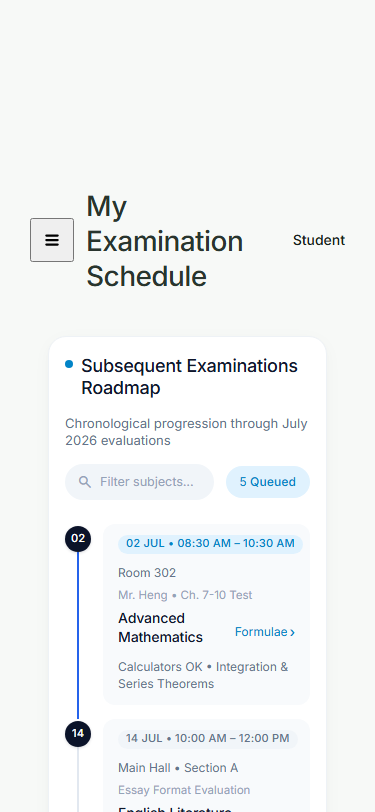 My
Examination
Schedule
Student
Subsequent Examinations
Roadmap
Chronological progression through July
2026 evaluations
Filter subjects...
5 Queued
02
02 JUL • 08:30 AM – 10:30 AM
Room 302
Mr. Heng • Ch. 7-10 Test
Advanced
Mathematics
Formulae ›
Calculators OK • Integration &
Series Theorems
14
14 JUL • 10:00 AM – 12:00 PM
Main Hall • Section A
Essay Format Evaluation
English Literature